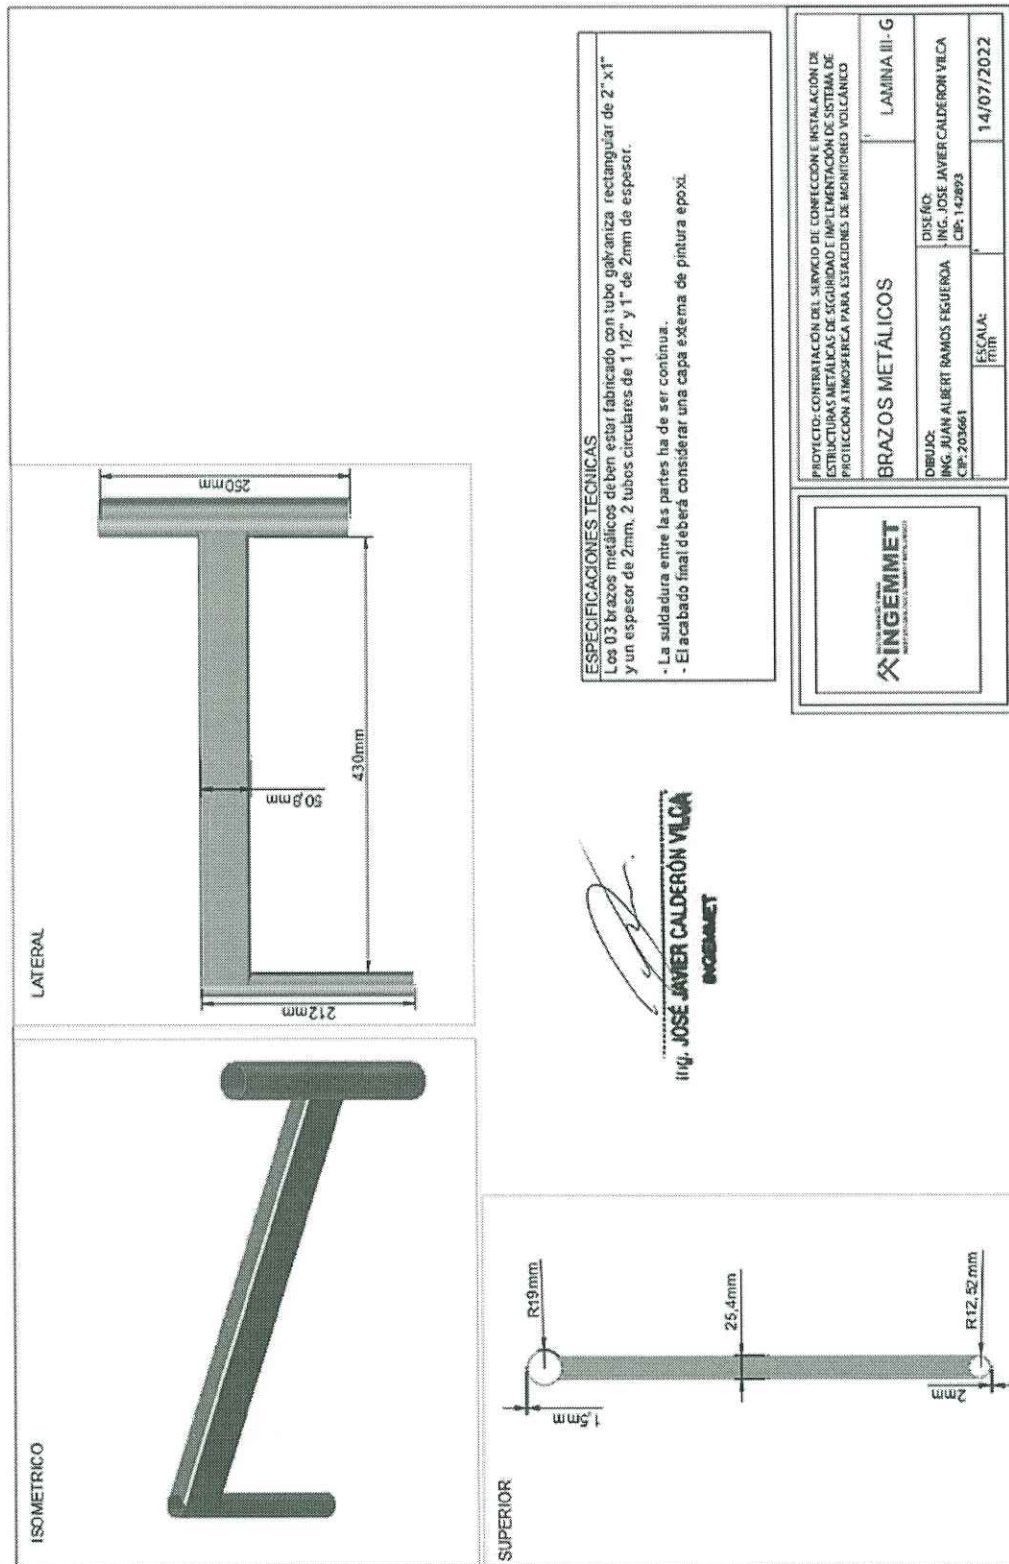 ISOMETRICO
LATERAL
212mm
50,8mm
430mm
250mm
SUPERIOR
R19mm
1,5mm
25,4mm
R12,52mm
2mm
Ing. JOSÉ JAVIER CALDERÓN VILCA
INGEMMET
ESPECIFICACIONES TECNICAS
Los 03 brazos metálicos deben estar fabricado con tubo galvaniza rectangular de 2"x1"
y un espesor de 2mm, 2 tubos circulares de 1 1/2" y 1" de 2mm de espesor.
- La suldadura entre las partes ha de ser continua.
- El acabado final deberá considerar una capa externa de pintura epoxi.
INGEMMET
PROYECTO: CONTRATACIÓN DEL SERVICIO DE CONFECCIÓN E INSTALACIÓN DE
ESTRUCTURAS METÁLICAS DE SEGURIDAD E IMPLEMENTACIÓN DE SISTEMA DE
PROTECCIÓN ATMOSFERICA PARA ESTACIONES DE MONITOREO VOLCÁNICO
BRAZOS METÁLICOS
LAMINA III-G
DIBUJO:
ING. JUAN ALBERT RAMOS FIGUEROA
CIP: 203661
DISEÑO:
ING. JOSE JAVIER CALDERON VILCA
CIP: 142893
ESCALA:
mm
14/07/2022